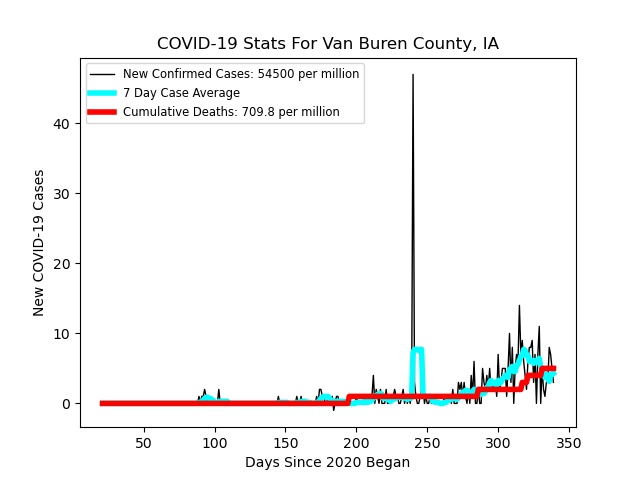 COVID-19 Stats For Van Buren County, IA
New Confirmed Cases: 54500 per million
7 Day Case Average
Cumulative Deaths: 709.8 per million
New COVID-19 Cases
40
30
20
10
0
50 100 150 200 250 300 350
Days Since 2020 Began